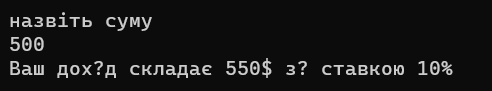 назвіть суму
500
Ваш дох?д складає 550$ з? ставкою 10%